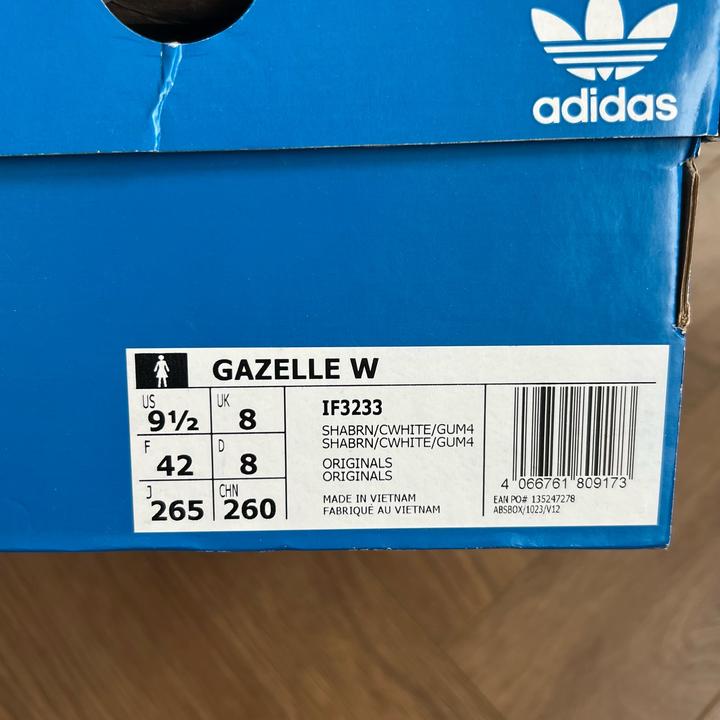 adidas
GAZELLE W
US 9½ UK 8
F 42 D 8
J 265 CHN 260
IF3233
SHABRN/CWHITE/GUM4
SHABRN/CWHITE/GUM4
ORIGINALS
ORIGINALS
MADE IN VIETNAM
FABRIQUÉ AU VIETNAM
4 066761 809173
EAN PO# 135247278
ABSBOX/1023/V12